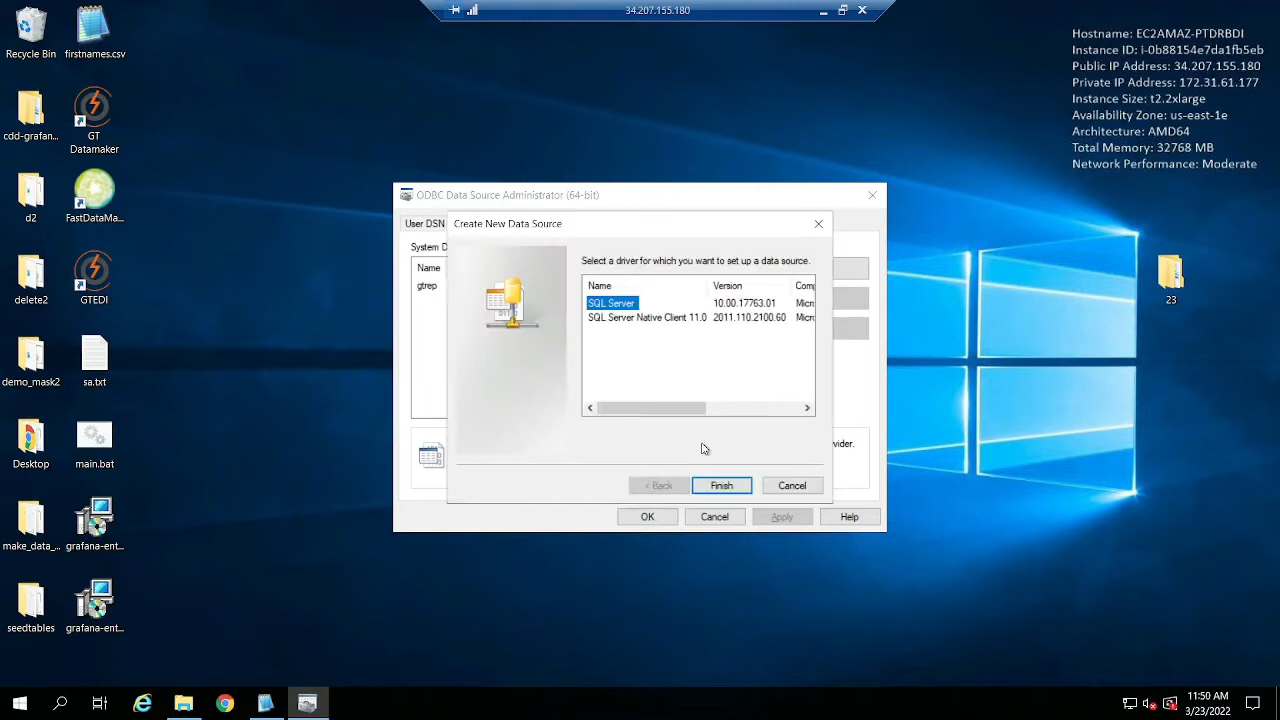 34.207.155.180
Hostname: EC2AMAZ-PTDRBDI
Instance ID: i-0b88154e7da1fb5eb
Public IP Address: 34.207.155.180
Private IP Address: 172.31.61.177
Instance Size: t2.2xlarge
Availability Zone: us-east-1e
Architecture: AMD64
Total Memory: 32768 MB
Network Performance: Moderate
Recycle Bin
firstnames.csv
cdd-grafan...
GT
Datamaker
d2
FastDataMa...
delete2
GTEDI
demo_mask2
sa.txt
Desktop
main.bat
make_data_...
grafana-ent...
seedtables
grafana-ent...
23
ODBC Data Source Administrator (64-bit)
User DSN
System D
Name
gtrep
Create New Data Source
Select a driver for which you want to set up a data source.
Name Version Comp
SQL Server 10.00.17763.01 Micro
SQL Server Native Client 11.0 2011.110.2100.60 Micro
vider.
< Back Finish Cancel
OK Cancel Apply Help
11:50 AM
3/23/2022